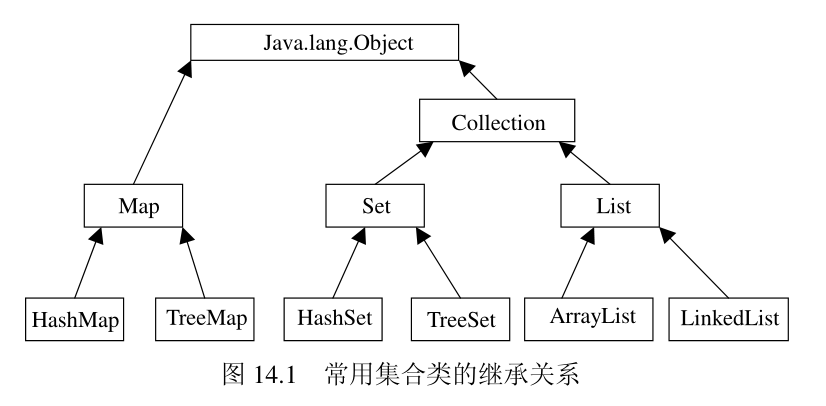 Java.lang.Object
Collection
Map
Set
List
HashMap
TreeMap
HashSet
TreeSet
ArrayList
LinkedList
图 14.1 常用集合类的继承关系